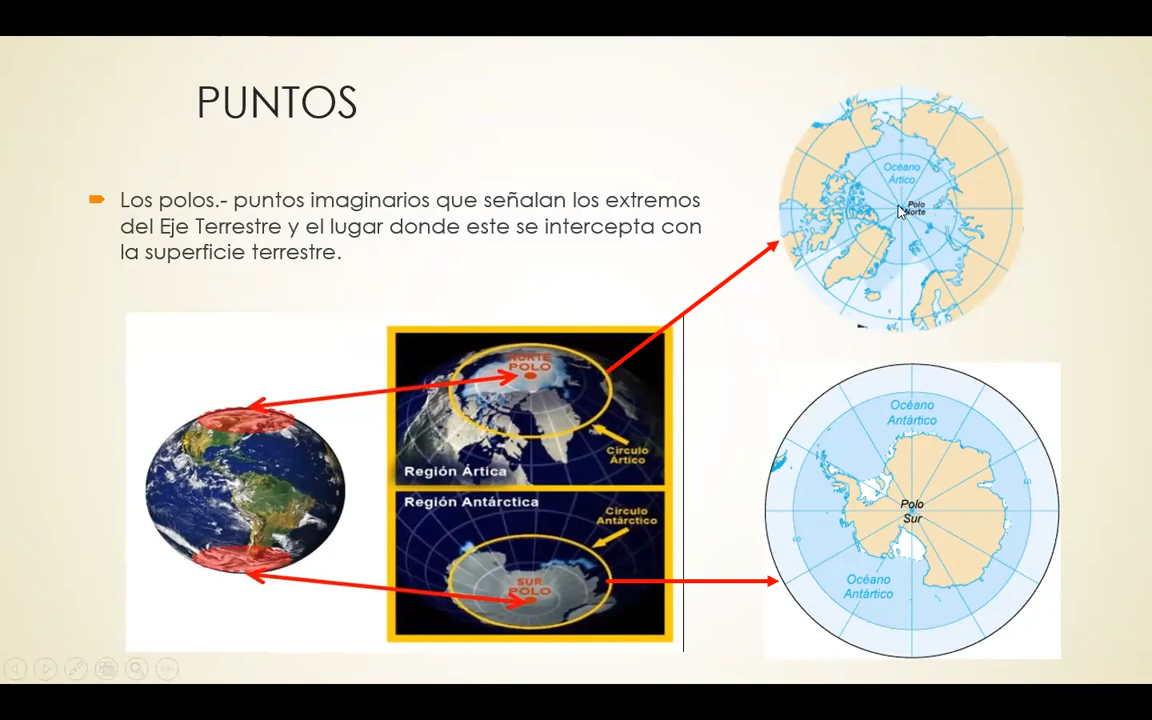 PUNTOS
Los polos.- puntos imaginarios que señalan los extremos
del Eje Terrestre y el lugar donde este se intercepta con
la superficie terrestre.
Océano
Ártico
Polo
Norte
NORTE
POLO
Círculo
Ártico
Región Ártica
Región Antárctica
Círculo
Antárctico
SUR
POLO
Océano
Antártico
Polo
Sur
Océano
Antártico